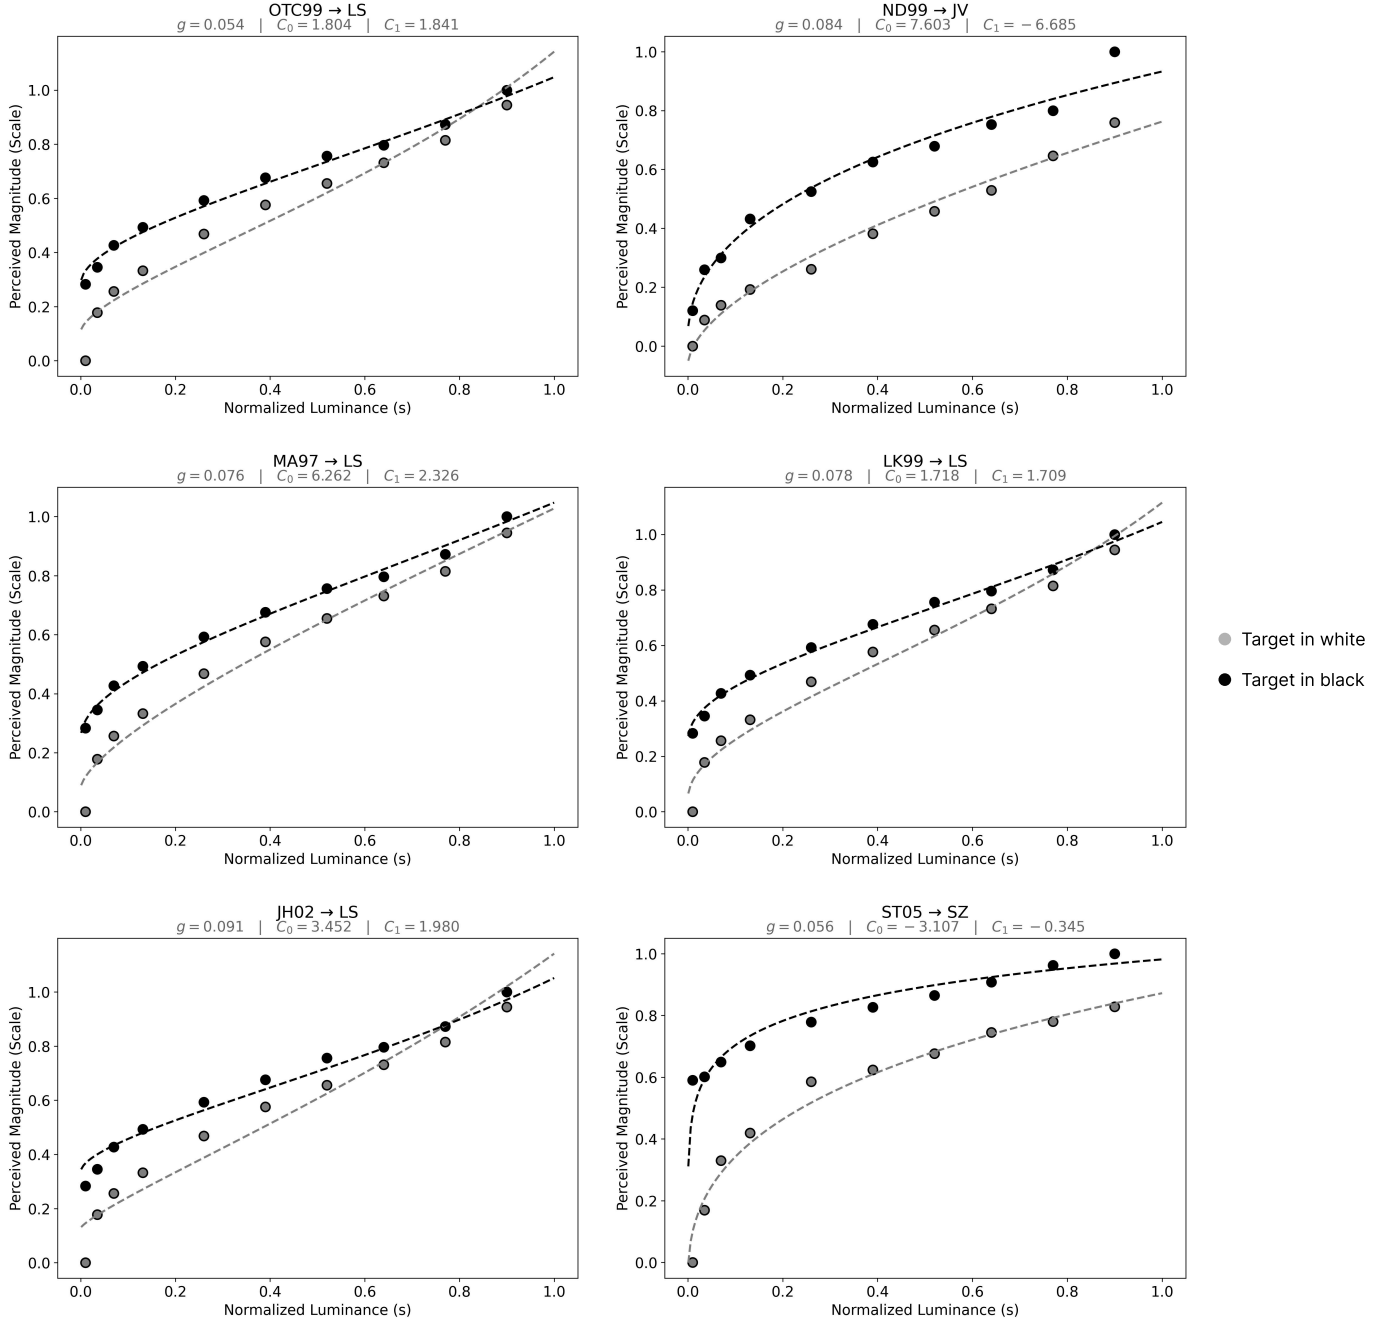 OTC99 → LS
g = 0.054 | C₀ = 1.804 | C₁ = 1.841
Perceived Magnitude (Scale)
1.0
0.8
0.6
0.4
0.2
0.0
0.0 0.2 0.4 0.6 0.8 1.0
Normalized Luminance (s)
ND99 → JV
g = 0.084 | C₀ = 7.603 | C₁ = −6.685
Perceived Magnitude (Scale)
1.0
0.8
0.6
0.4
0.2
0.0
0.0 0.2 0.4 0.6 0.8 1.0
Normalized Luminance (s)
MA97 → LS
g = 0.076 | C₀ = 6.262 | C₁ = 2.326
Perceived Magnitude (Scale)
1.0
0.8
0.6
0.4
0.2
0.0
0.0 0.2 0.4 0.6 0.8 1.0
Normalized Luminance (s)
LK99 → LS
g = 0.078 | C₀ = 1.718 | C₁ = 1.709
Perceived Magnitude (Scale)
1.0
0.8
0.6
0.4
0.2
0.0
0.0 0.2 0.4 0.6 0.8 1.0
Normalized Luminance (s)
Target in white
Target in black
JH02 → LS
g = 0.091 | C₀ = 3.452 | C₁ = 1.980
Perceived Magnitude (Scale)
1.0
0.8
0.6
0.4
0.2
0.0
0.0 0.2 0.4 0.6 0.8 1.0
Normalized Luminance (s)
ST05 → SZ
g = 0.056 | C₀ = −3.107 | C₁ = −0.345
Perceived Magnitude (Scale)
1.0
0.8
0.6
0.4
0.2
0.0
0.0 0.2 0.4 0.6 0.8 1.0
Normalized Luminance (s)